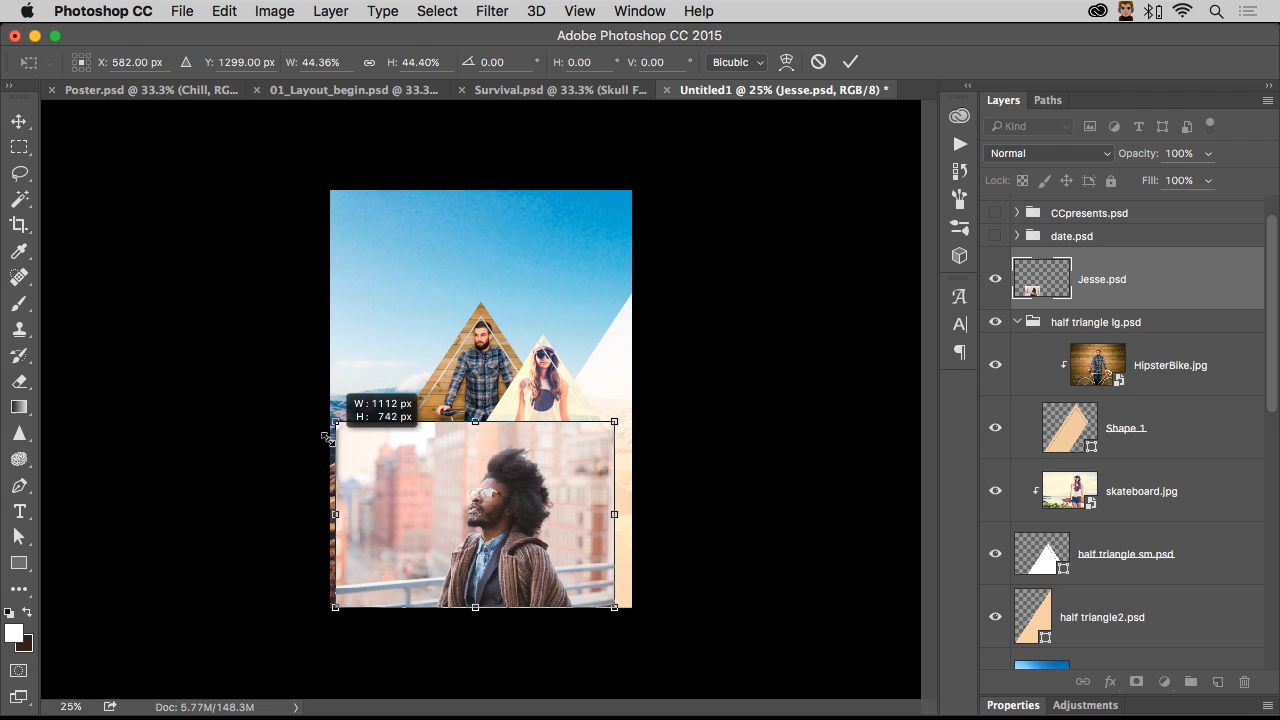 Photoshop CC File Edit Image Layer Type Select Filter 3D View Window Help
Adobe Photoshop CC 2015
X: 582.00 px Y: 1299.00 px W: 44.36% H: 44.40% 0.00 ° H: 0.00 ° V: 0.00 ° Bicubic
Poster.psd @ 33.3% (Chill, RG... 01_Layout_begin.psd @ 33.3... Survival.psd @ 33.3% (Skull F... Untitled1 @ 25% (Jesse.psd, RGB/8) *
Layers Paths
Kind
Normal Opacity: 100%
Lock: Fill: 100%
CCpresents.psd
date.psd
Jesse.psd
half triangle lg.psd
HipsterBike.jpg
W: 1112 px
H: 742 px
Shape 1
skateboard.jpg
half triangle sm.psd
half triangle2.psd
25% Doc: 5.77M/148.3M
Properties Adjustments